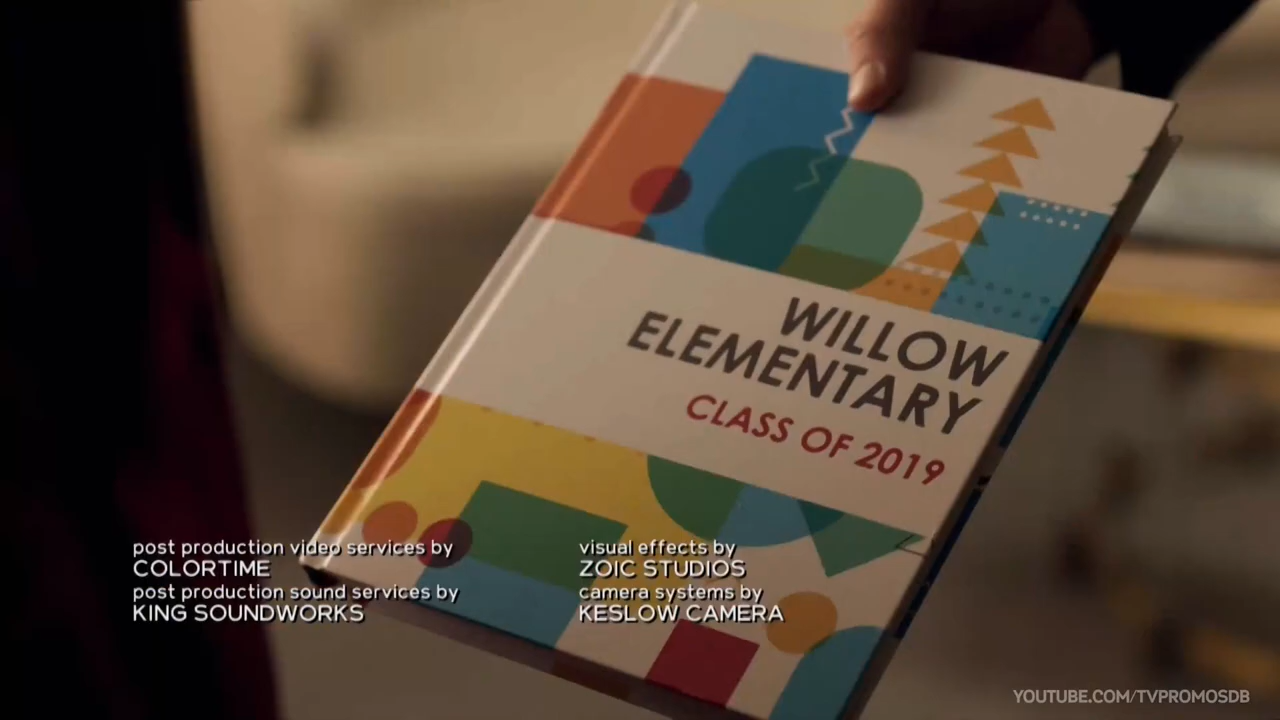 WILLOW
ELEMENTARY
CLASS OF 2019
post production video services by
COLORTIME
post production sound services by
KING SOUNDWORKS
visual effects by
ZOIC STUDIOS
camera systems by
KESLOW CAMERA
YOUTUBE.COM/TVPROMOSDB